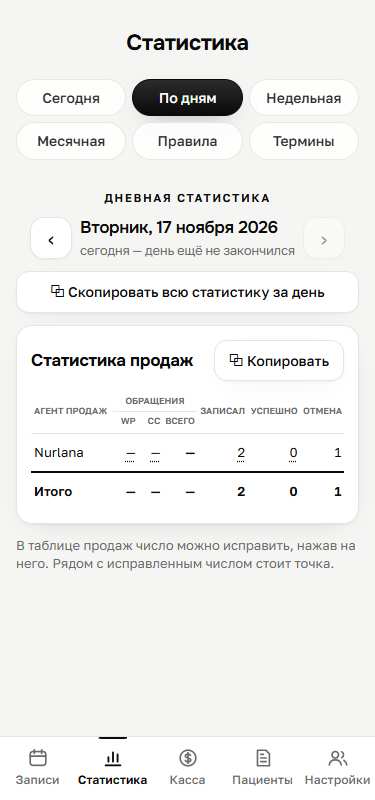 Статистика
Сегодня
По дням
Недельная
Месячная
Правила
Термины
ДНЕВНАЯ СТАТИСТИКА
‹ Вторник, 17 ноября 2026 ›
сегодня — день ещё не закончился
Скопировать всю статистику за день
Статистика продаж
Копировать
АГЕНТ ПРОДАЖ ОБРАЩЕНИЯ ЗАПИСАЛ УСПЕШНО ОТМЕНА
WP CC ВСЕГО
Nurlana — — — 2 0 1
Итого — — — 2 0 1
В таблице продаж число можно исправить, нажав на
него. Рядом с исправленным числом стоит точка.
Записи Статистика Касса Пациенты Настройки